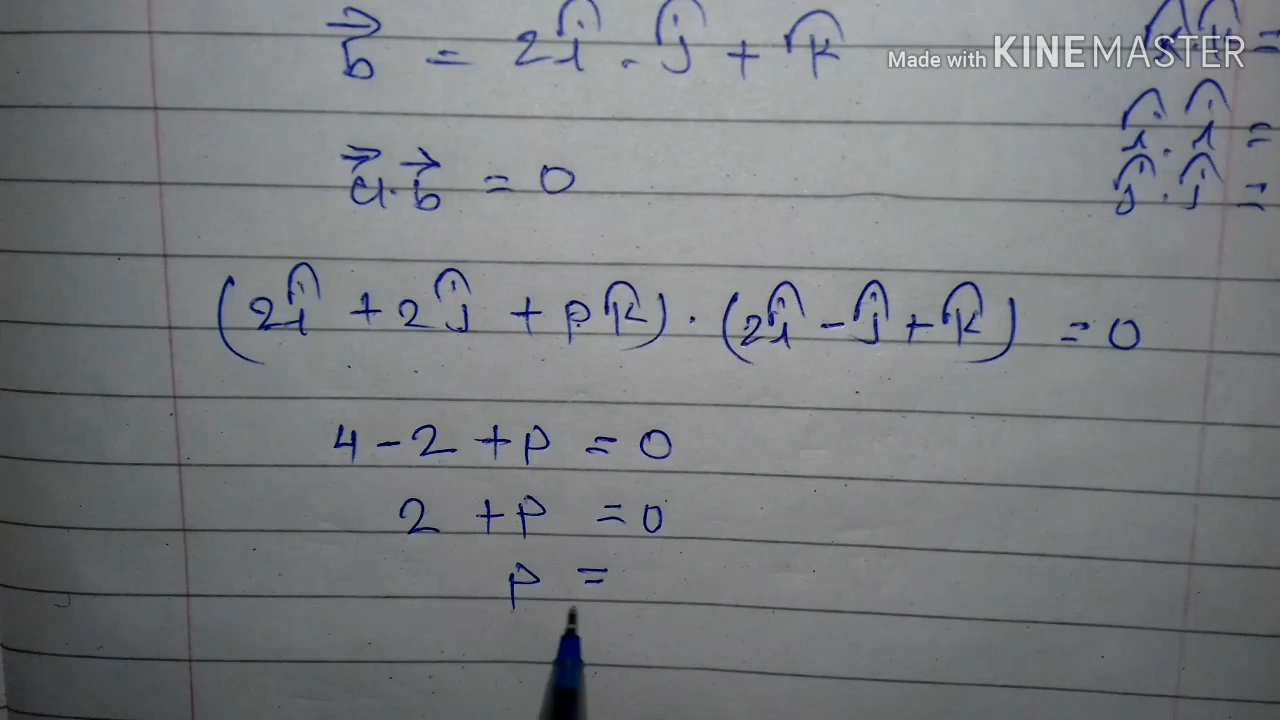 b⃗ = 2î - ĵ + k̂
Made with KINEMASTER
î . î =
ĵ . ĵ =
a⃗ . b⃗ = 0
(2î + 2ĵ + pk̂) . (2î - ĵ + k̂) = 0
4 - 2 + p = 0
2 + p = 0
p =